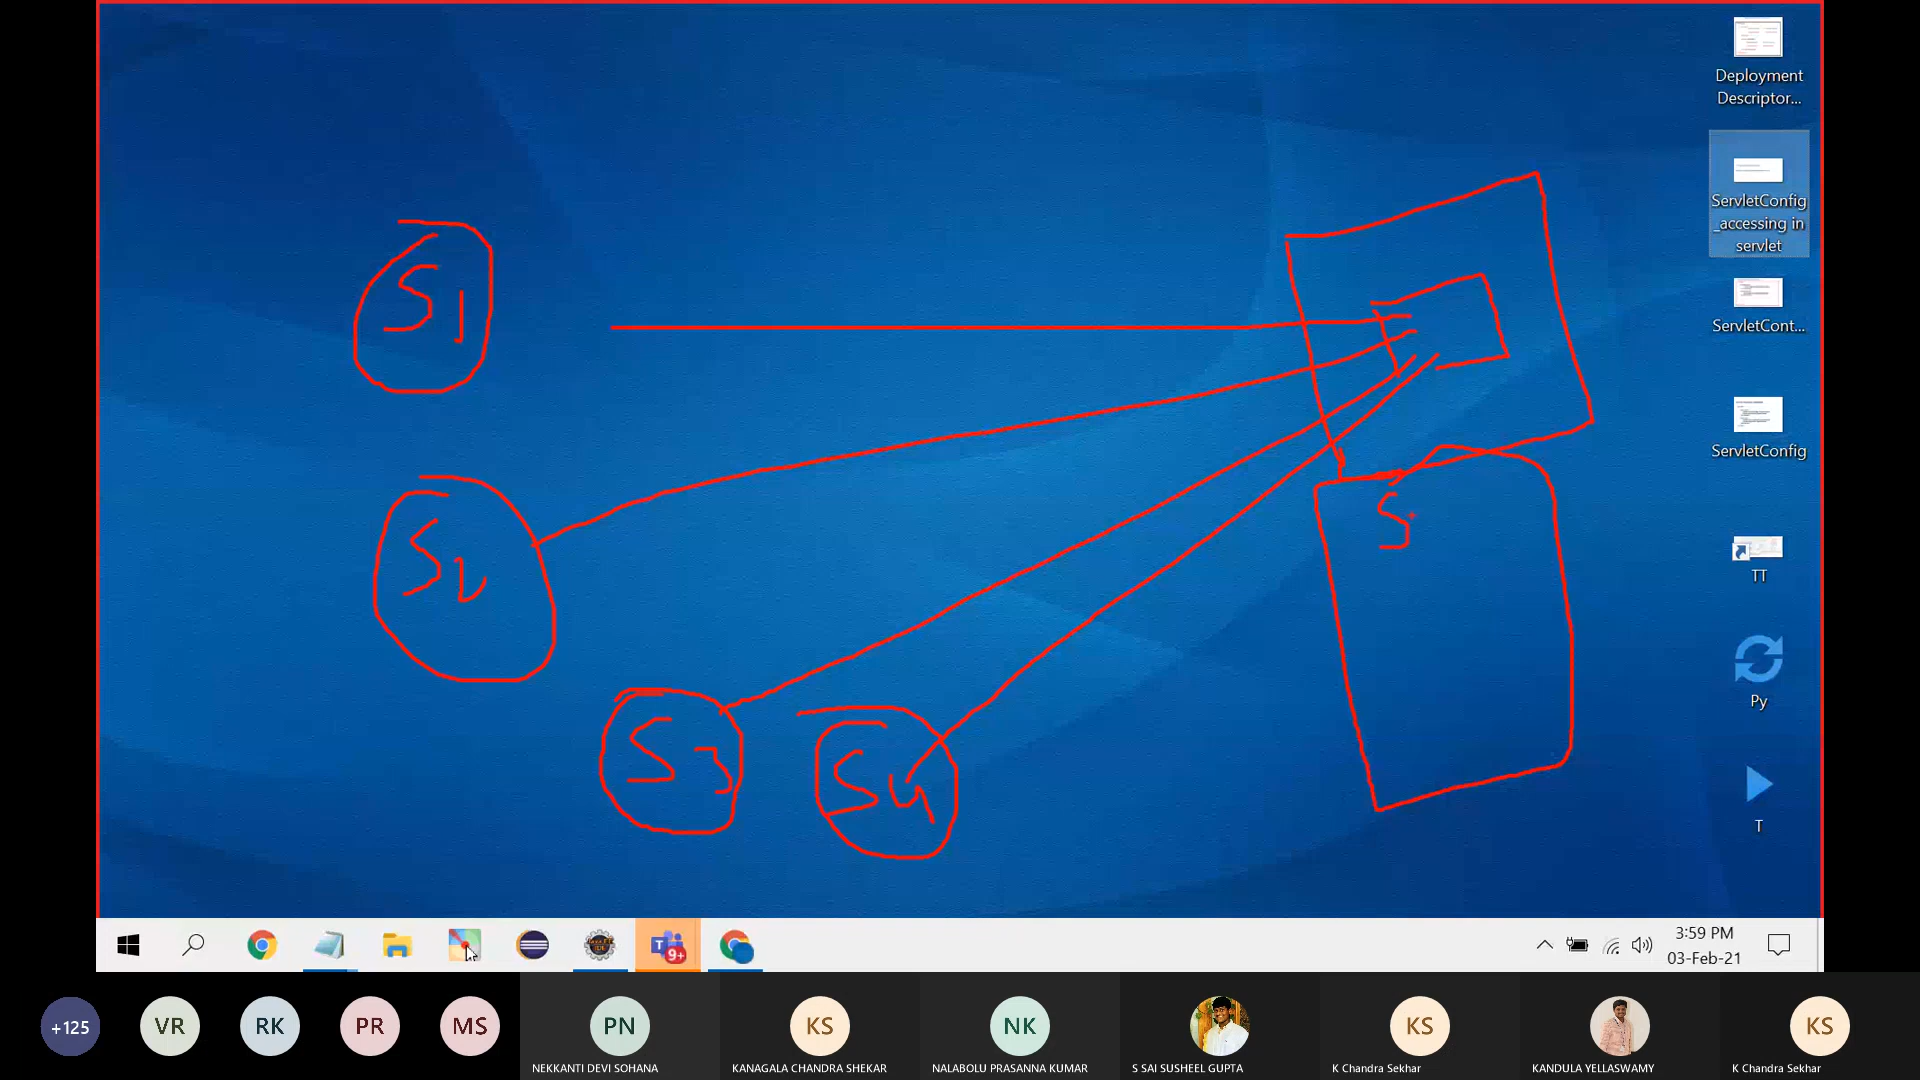 Deployment
Descriptor...
ServletConfig
_accessing in
servlet
ServletCont...
ServletConfig
TT
Py
T
S1
S2
S3
S4
S
9+
3:59 PM
03-Feb-21
+125
VR
RK
PR
MS
PN
NEKKANTI DEVI SOHANA
KS
KANAGALA CHANDRA SHEKAR
NK
NALABOLU PRASANNA KUMAR
S SAI SUSHEEL GUPTA
KS
K Chandra Sekhar
KANDULA YELLASWAMY
KS
K Chandra Sekhar